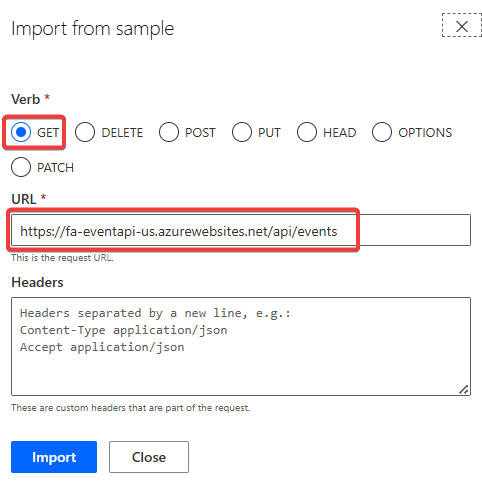 Import from sample
Verb *
GET DELETE POST PUT HEAD OPTIONS
PATCH
URL *
https://fa-eventapi-us.azurewebsites.net/api/events
This is the request URL.
Headers
Headers separated by a new line, e.g.:
Content-Type application/json
Accept application/json
These are custom headers that are part of the request.
Import Close